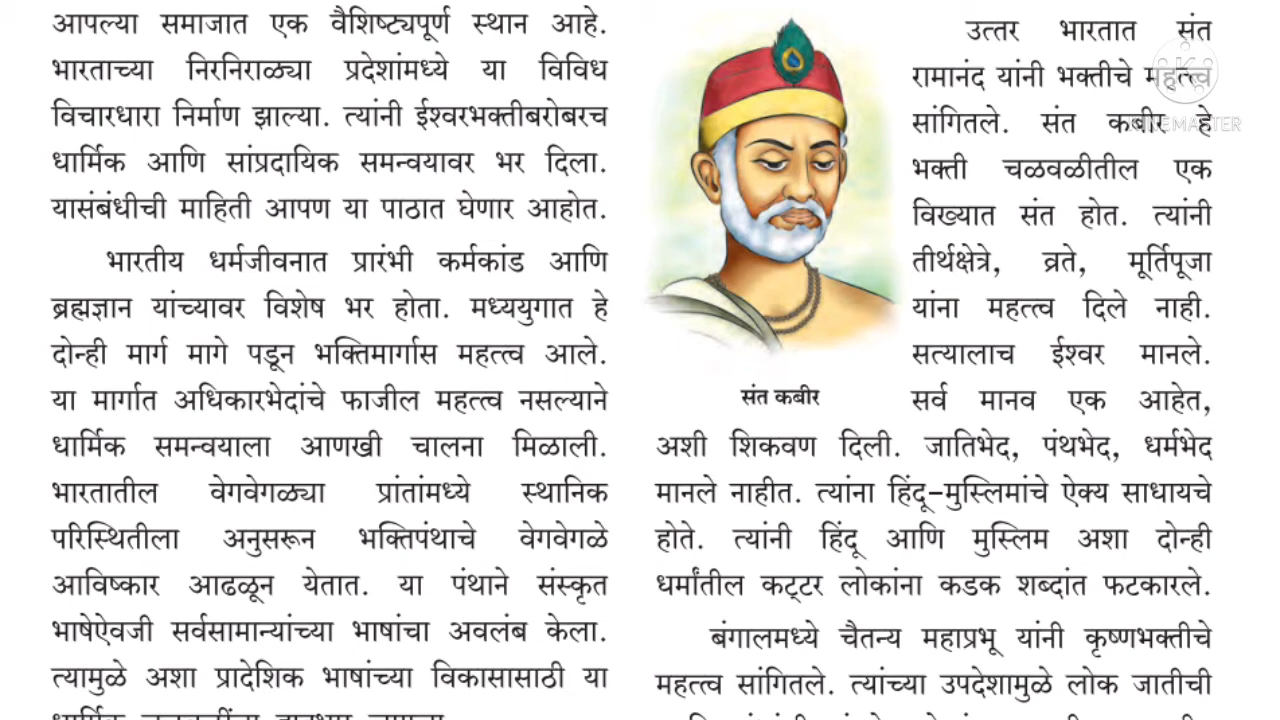 आपल्या समाजात एक वैशिष्ट्यपूर्ण स्थान आहे.
भारताच्या निरनिराळ्या प्रदेशांमध्ये या विविध
विचारधारा निर्माण झाल्या. त्यांनी ईश्वरभक्तीबरोबरच
धार्मिक आणि सांप्रदायिक समन्वयावर भर दिला.
यासंबंधीची माहिती आपण या पाठात घेणार आहोत.
भारतीय धर्मजीवनात प्रारंभी कर्मकांड आणि
ब्रह्मज्ञान यांच्यावर विशेष भर होता. मध्ययुगात हे
दोन्ही मार्ग मागे पडून भक्तिमार्गास महत्त्व आले.
या मार्गात अधिकारभेदांचे फाजील महत्त्व नसल्याने
धार्मिक समन्वयाला आणखी चालना मिळाली.
भारतातील वेगवेगळ्या प्रांतांमध्ये स्थानिक
परिस्थितीला अनुसरून भक्तिपंथाचे वेगवेगळे
आविष्कार आढळून येतात. या पंथाने संस्कृत
भाषेऐवजी सर्वसामान्यांच्या भाषांचा अवलंब केला.
त्यामुळे अशा प्रादेशिक भाषांच्या विकासासाठी या
संत कबीर
उत्तर भारतात संत
रामानंद यांनी भक्तीचे महत्त्व
सांगितले. संत कबीर हे
भक्ती चळवळीतील एक
विख्यात संत होत. त्यांनी
तीर्थक्षेत्रे, व्रते, मूर्तिपूजा
यांना महत्त्व दिले नाही.
सत्यालाच ईश्वर मानले.
सर्व मानव एक आहेत,
अशी शिकवण दिली. जातिभेद, पंथभेद, धर्मभेद
मानले नाहीत. त्यांना हिंदू-मुस्लिमांचे ऐक्य साधायचे
होते. त्यांनी हिंदू आणि मुस्लिम अशा दोन्ही
धर्मांतील कट्टर लोकांना कडक शब्दांत फटकारले.
बंगालमध्ये चैतन्य महाप्रभू यांनी कृष्णभक्तीचे
महत्त्व सांगितले. त्यांच्या उपदेशामुळे लोक जातीची